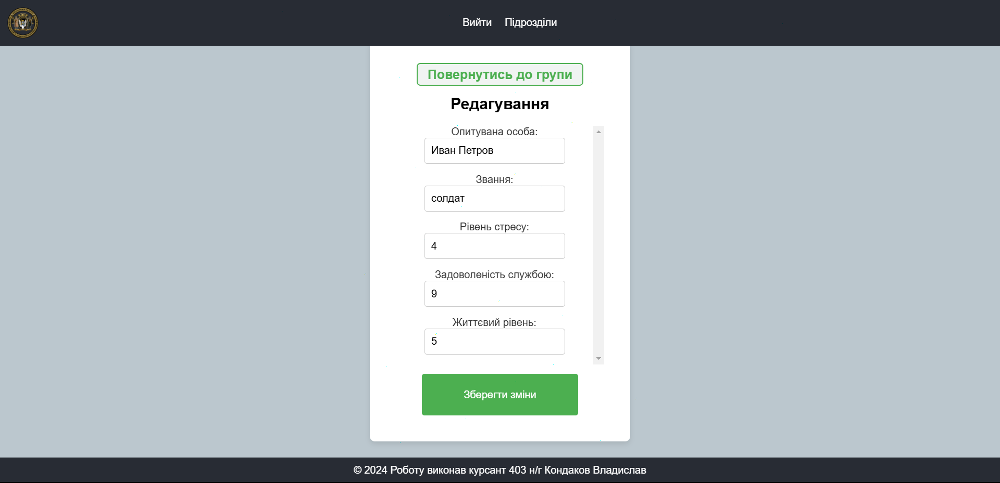 Вийти Підрозділи
Повернутись до групи
Редагування
Опитувана особа:
Иван Петров
Звання:
солдат
Рівень стресу:
4
Задоволеність службою:
9
Життєвий рівень:
5
Зберегти зміни
© 2024 Роботу виконав курсант 403 н/г Кондаков Владислав